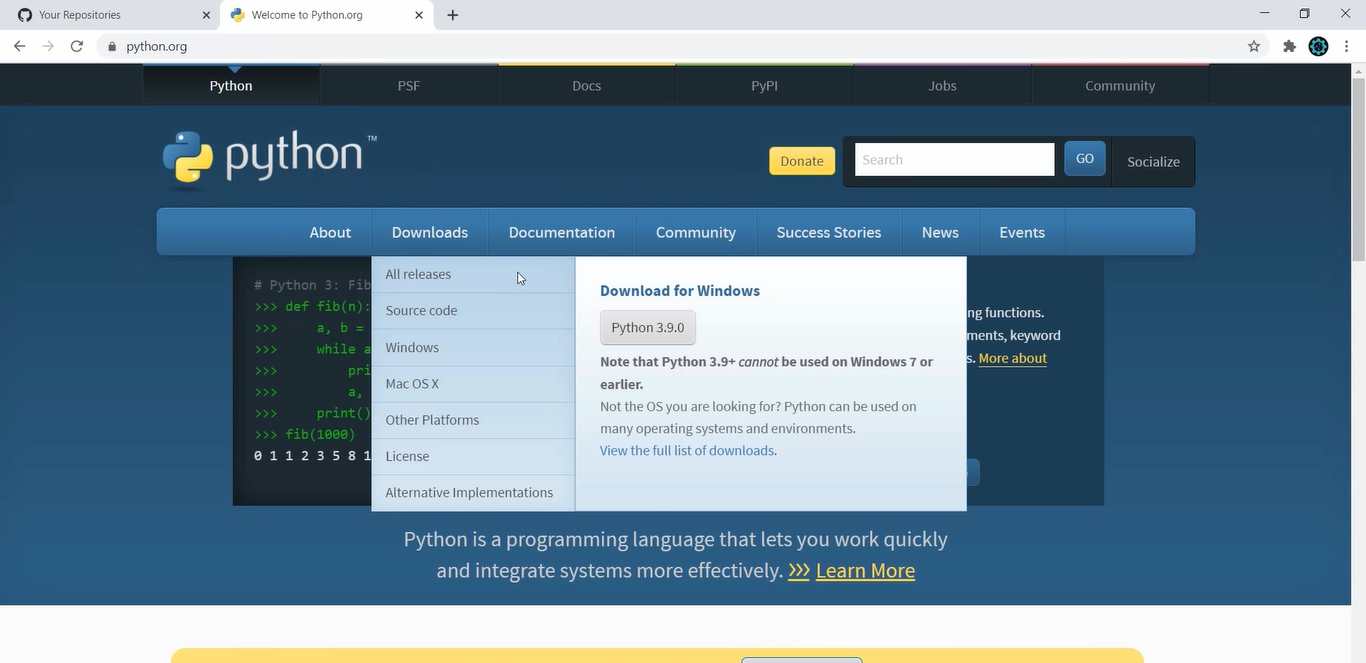 Your Repositories
Welcome to Python.org
python.org
Python
PSF
Docs
PyPI
Jobs
Community
python™
Donate
Search
GO
Socialize
About
Downloads
Documentation
Community
Success Stories
News
Events
# Python 3: Fib
>>> def fib(n):
>>> a, b =
>>> while a
>>> pri
>>> a,
>>> print()
>>> fib(1000)
0 1 1 2 3 5 8 1
All releases
Source code
Windows
Mac OS X
Other Platforms
License
Alternative Implementations
Download for Windows
Python 3.9.0
Note that Python 3.9+ cannot be used on Windows 7 or
earlier.
Not the OS you are looking for? Python can be used on
many operating systems and environments.
View the full list of downloads.
ng functions.
ments, keyword
s. More about
Python is a programming language that lets you work quickly
and integrate systems more effectively. >>> Learn More